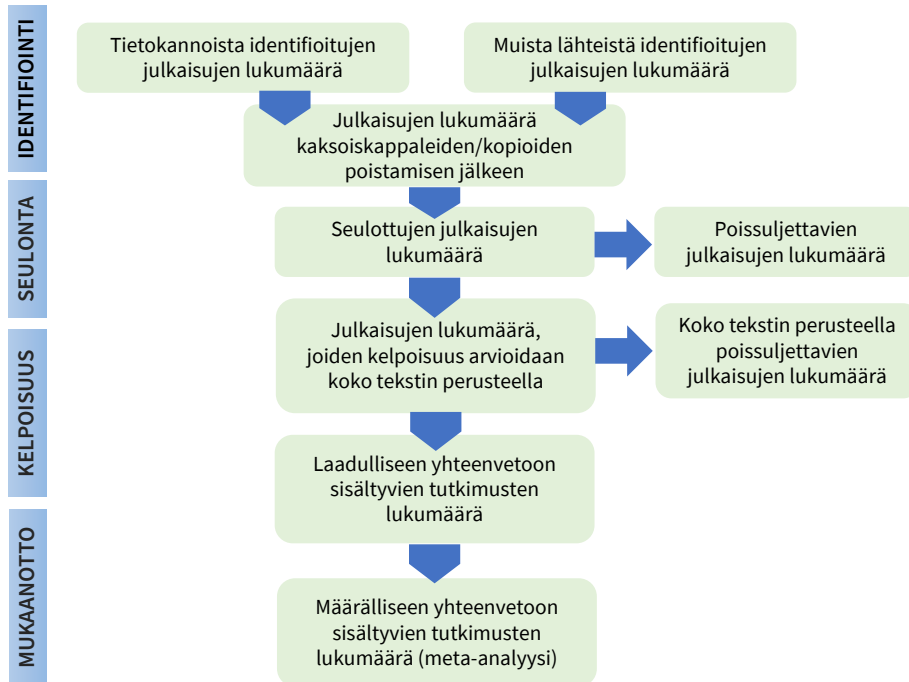 IDENTIFIOINTI
Tietokannoista identifioitujen
julkaisujen lukumäärä
Muista lähteistä identifioitujen
julkaisujen lukumäärä
Julkaisujen lukumäärä
kaksoiskappaleiden/kopioiden
poistamisen jälkeen
SEULONTA
Seulottujen julkaisujen
lukumäärä
Poissuljettavien
julkaisujen lukumäärä
KELPOISUUS
Julkaisujen lukumäärä,
joiden kelpoisuus arvioidaan
koko tekstin perusteella
Koko tekstin perusteella
poissuljettavien
julkaisujen lukumäärä
Laadulliseen yhteenvetoon
sisältyvien tutkimusten
lukumäärä
MUKAANOTTO
Määrälliseen yhteenvetoon
sisältyvien tutkimusten
lukumäärä (meta-analyysi)